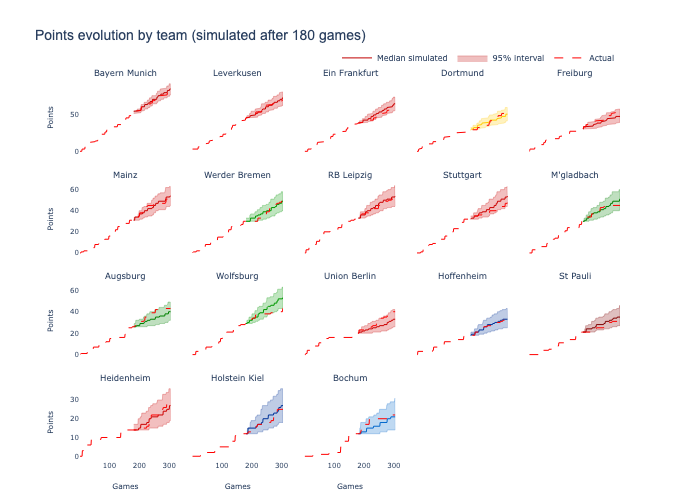 Points evolution by team (simulated after 180 games)
Median simulated 95% interval Actual
Bayern Munich Leverkusen Ein Frankfurt Dortmund Freiburg
Points
50
0
Mainz Werder Bremen RB Leipzig Stuttgart M'gladbach
Points
60
40
20
0
Augsburg Wolfsburg Union Berlin Hoffenheim St Pauli
Points
60
40
20
0
Heidenheim Holstein Kiel Bochum
Points
30
20
10
0
100 200 300 100 200 300 100 200 300
Games Games Games